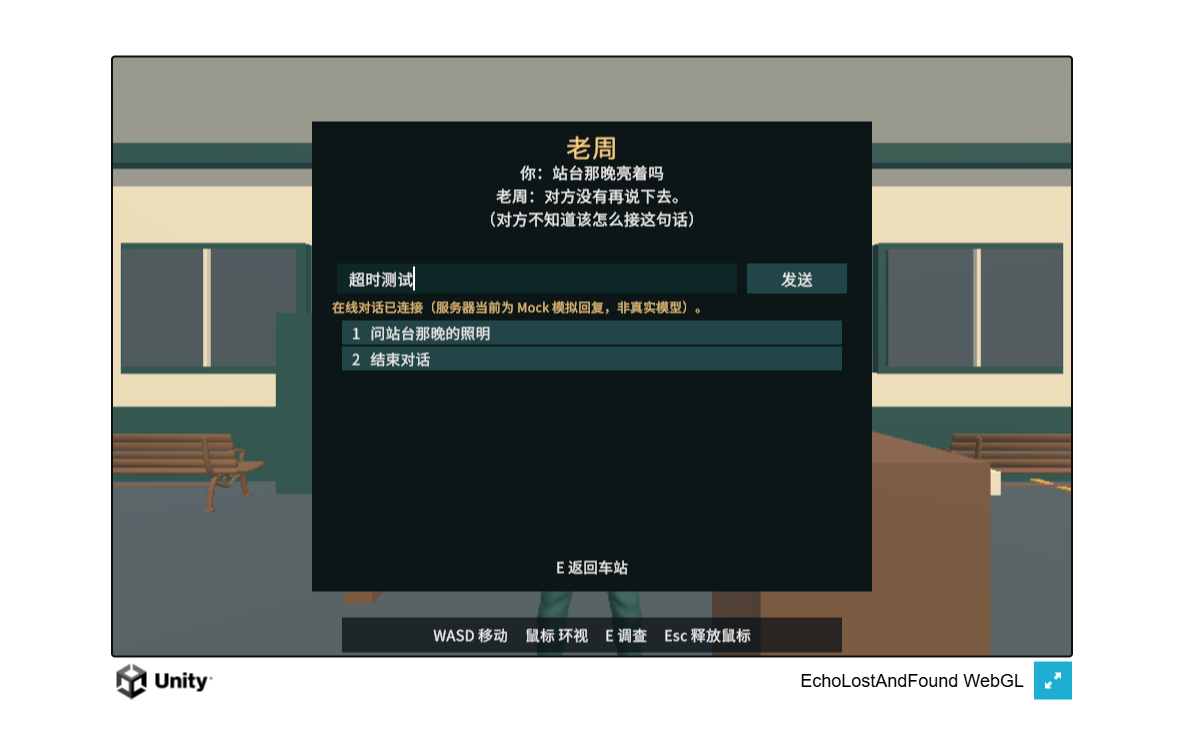 老周
你：站台那晚亮着吗
老周：对方没有再说下去。
（对方不知道该怎么接这句话）
超时测试
发送
在线对话已连接（服务器当前为 Mock 模拟回复，非真实模型）。
1 问站台那晚的照明
2 结束对话
E 返回车站
WASD 移动 鼠标 环视 E 调查 Esc 释放鼠标
Unity
EchoLostAndFound WebGL